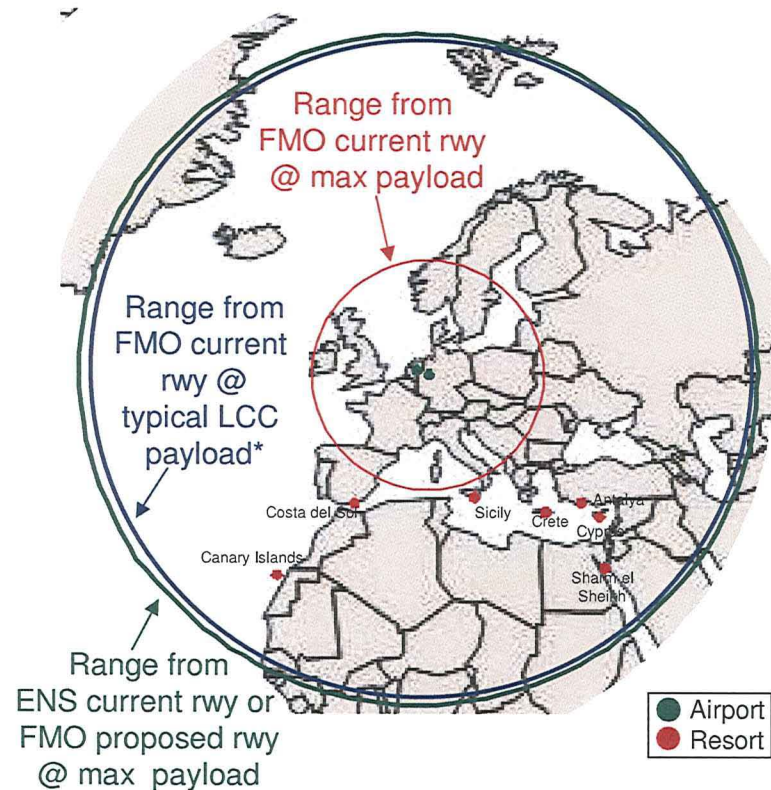 Range from
FMO current rwy
@ max payload
Range from
FMO current
rwy @
typical LCC
payload*
Costa del Sol
Sicily
Crete
Antalya
Cyprus
Canary Islands
Sharm el
Sheikh
Range from
ENS current rwy or
FMO proposed rwy
@ max payload
Airport
Resort